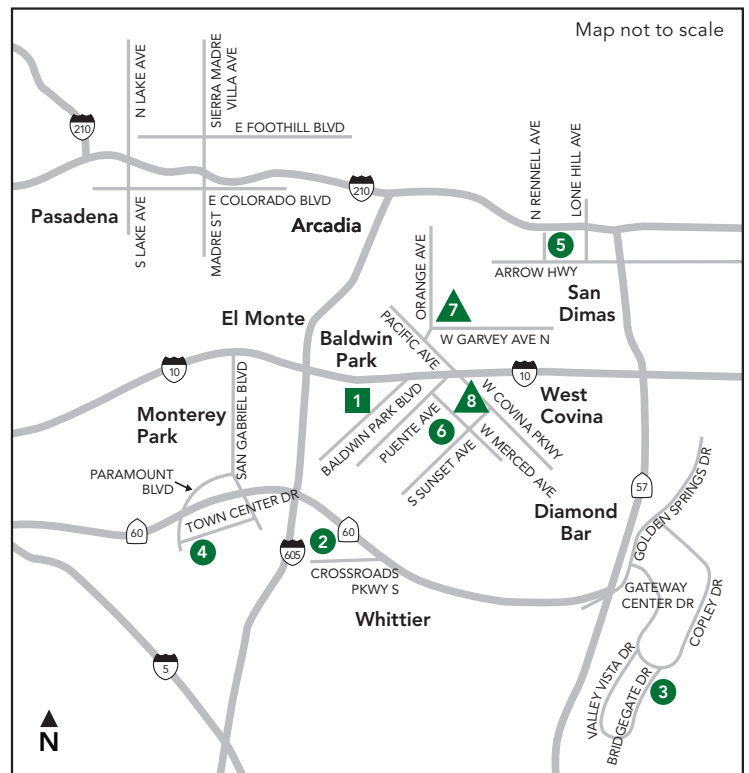 Map not to scale
N LAKE AVE
SIERRA MADRE
VILLA AVE
210
E FOOTHILL BLVD
E COLORADO BLVD
210
Pasadena
S LAKE AVE
MADRE ST
Arcadia
N RENNELL AVE
LONE HILL AVE
5
ARROW HWY
San
Dimas
ORANGE AVE
7
El Monte
Baldwin
Park
PACIFIC AVE
W GARVEY AVE N
10
10
SAN GABRIEL BLVD
Monterey
Park
1
BALDWIN PARK BLVD
PUENTE AVE
6
8
W COVINA PKWY
West
Covina
S SUNSET AVE
W MERCED AVE
PARAMOUNT
BLVD
TOWN CENTER DR
60
4
605
2
60
CROSSROADS
PKWY S
Whittier
Diamond
Bar
57
GOLDEN SPRINGS DR
GATEWAY
CENTER DR
COPLEY DR
VALLEY VISTA DR
BRIDGEGATE DR
3
5
N